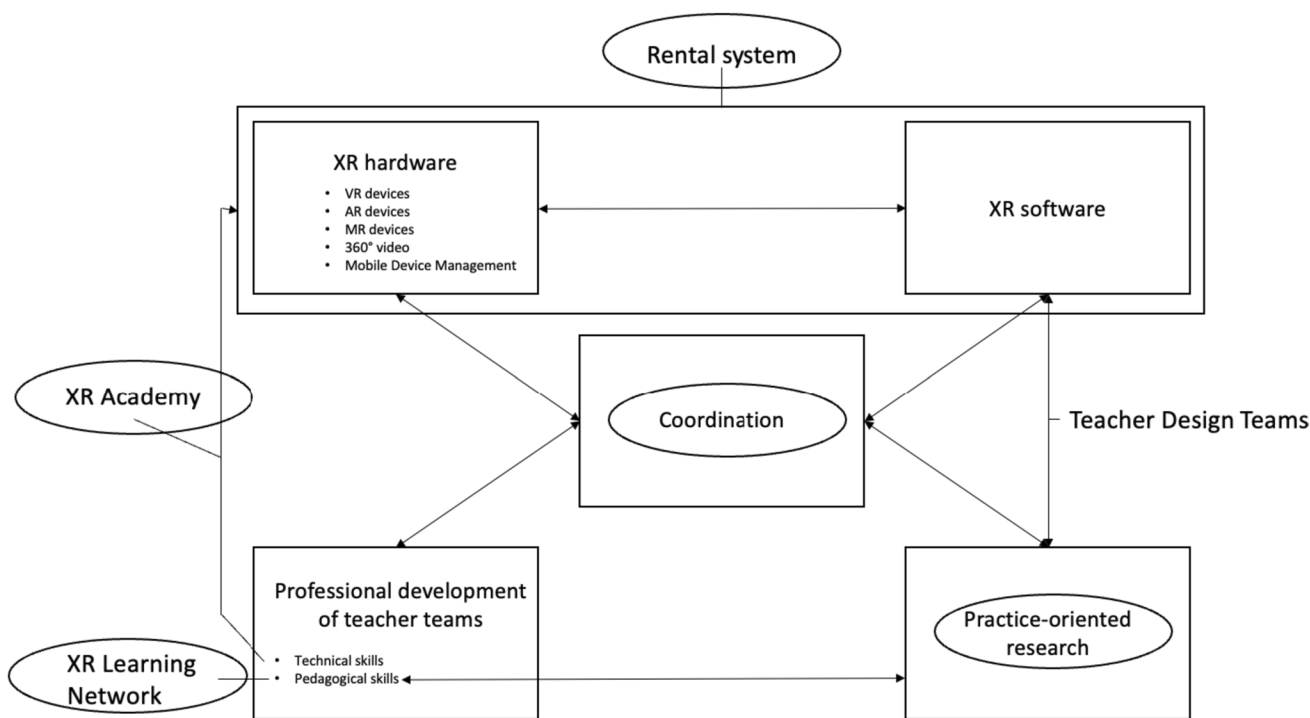 Rental system
XR hardware
• VR devices
• AR devices
• MR devices
• 360° video
• Mobile Device Management
XR software
XR Academy
Coordination
Teacher Design Teams
Professional development
of teacher teams
• Technical skills
• Pedagogical skills
XR Learning
Network
Practice-oriented
research